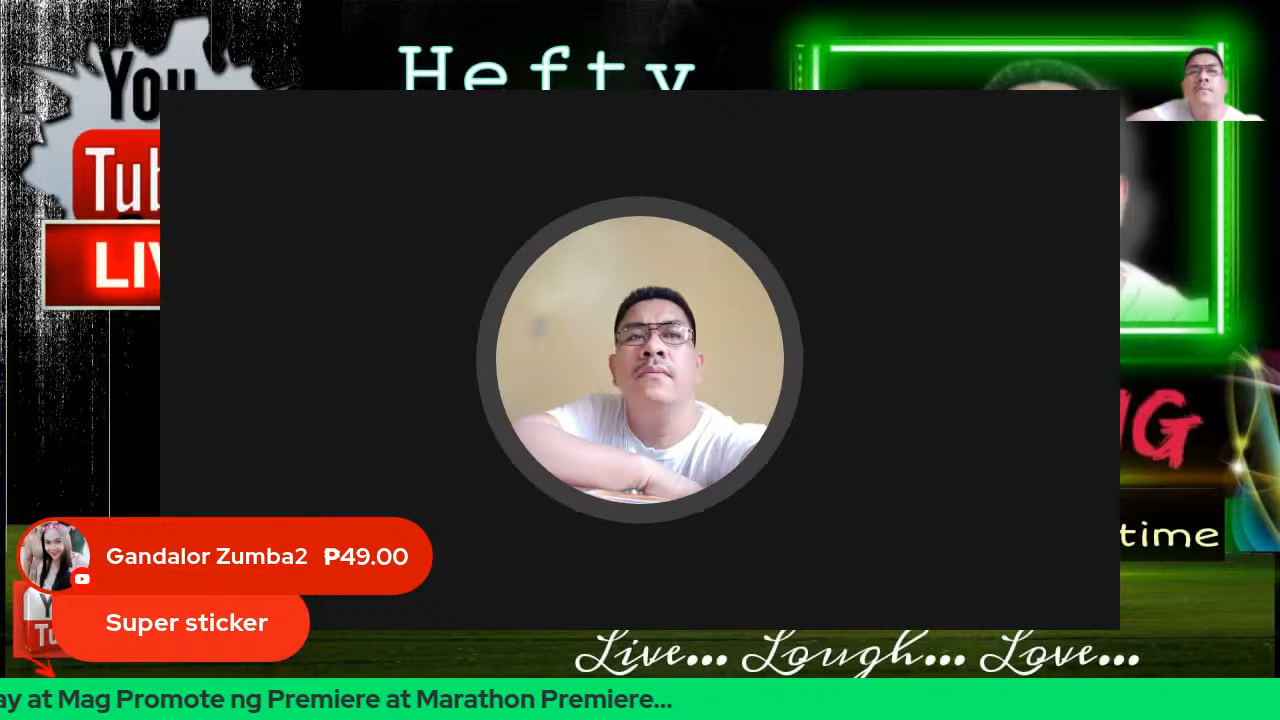 You
Tub
LIV
Hefty
NG
time
Gandalor Zumba2 ₱49.00
Super sticker
Live... Lough... Love...
ay at Mag Promote ng Premiere at Marathon Premiere...